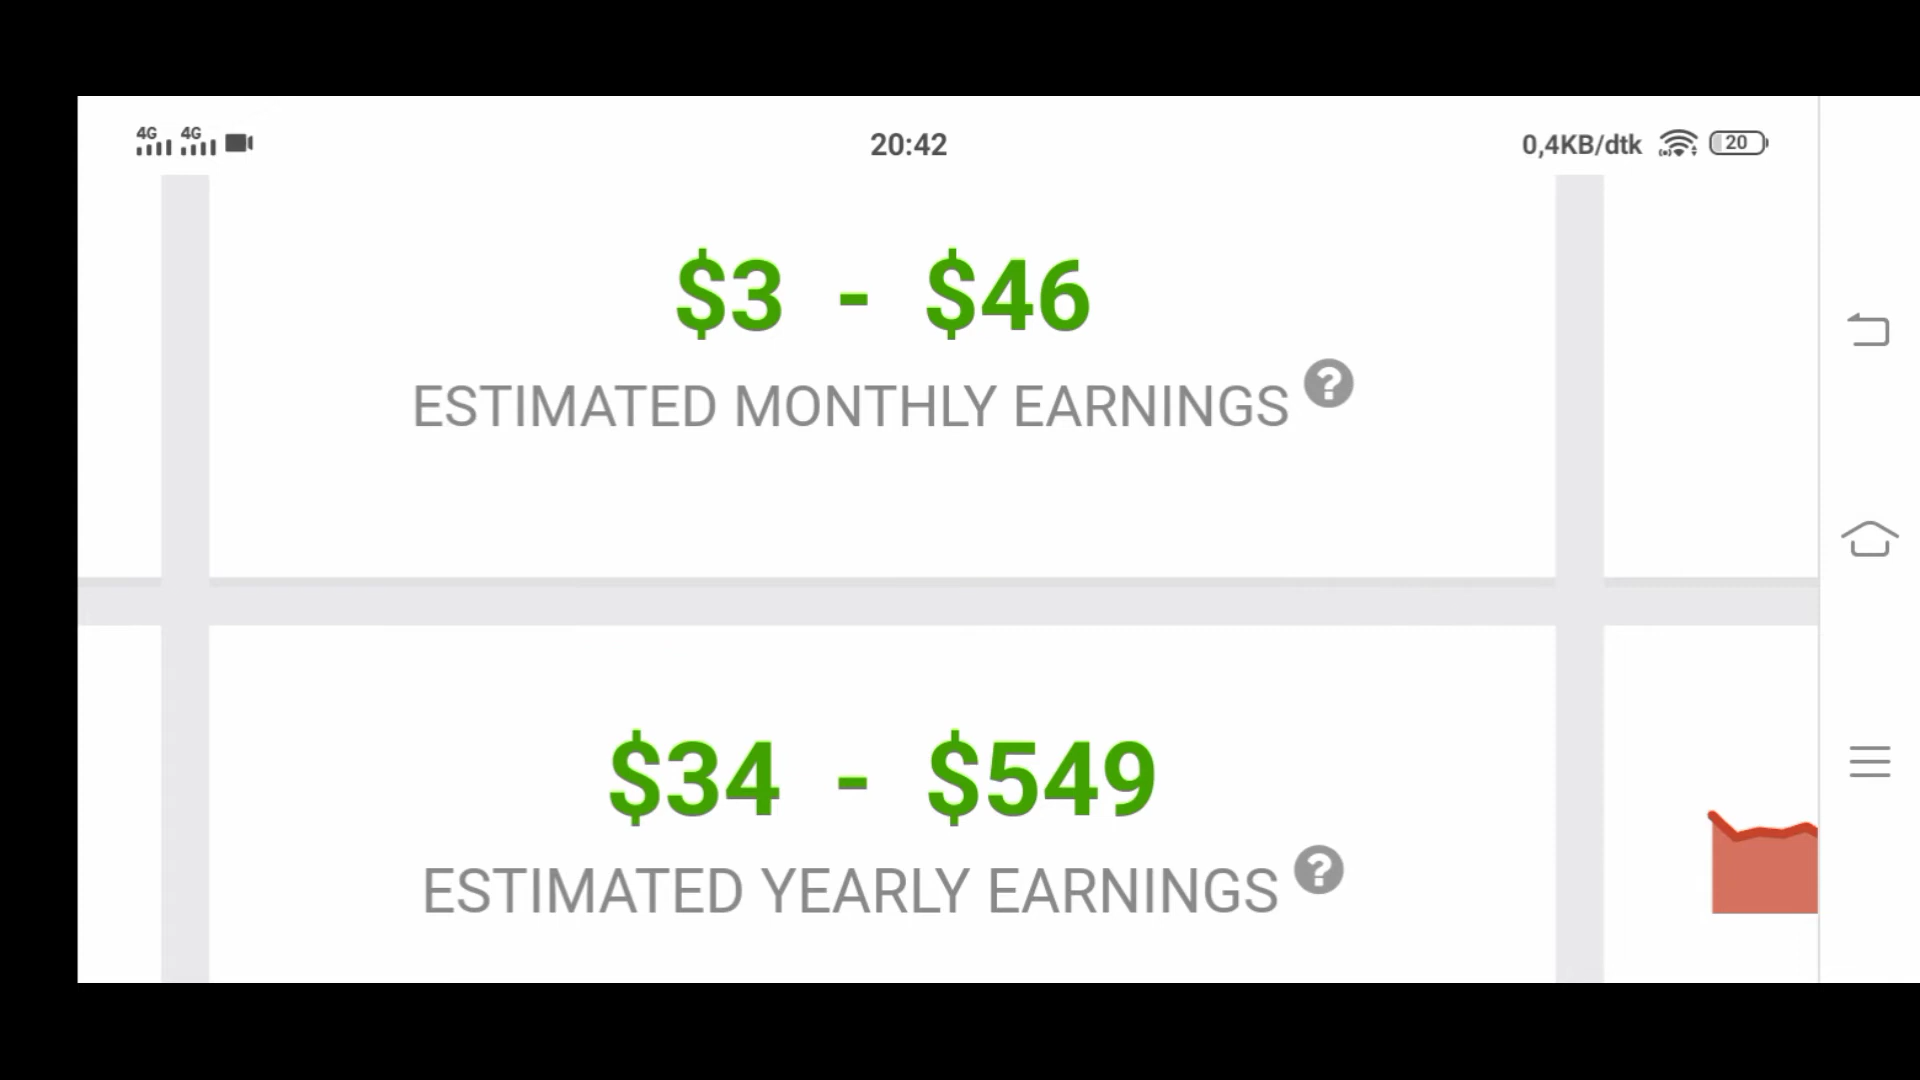 4G 4G 20:42 0,4KB/dtk 20
$3 - $46
ESTIMATED MONTHLY EARNINGS ?
$34 - $549
ESTIMATED YEARLY EARNINGS ?